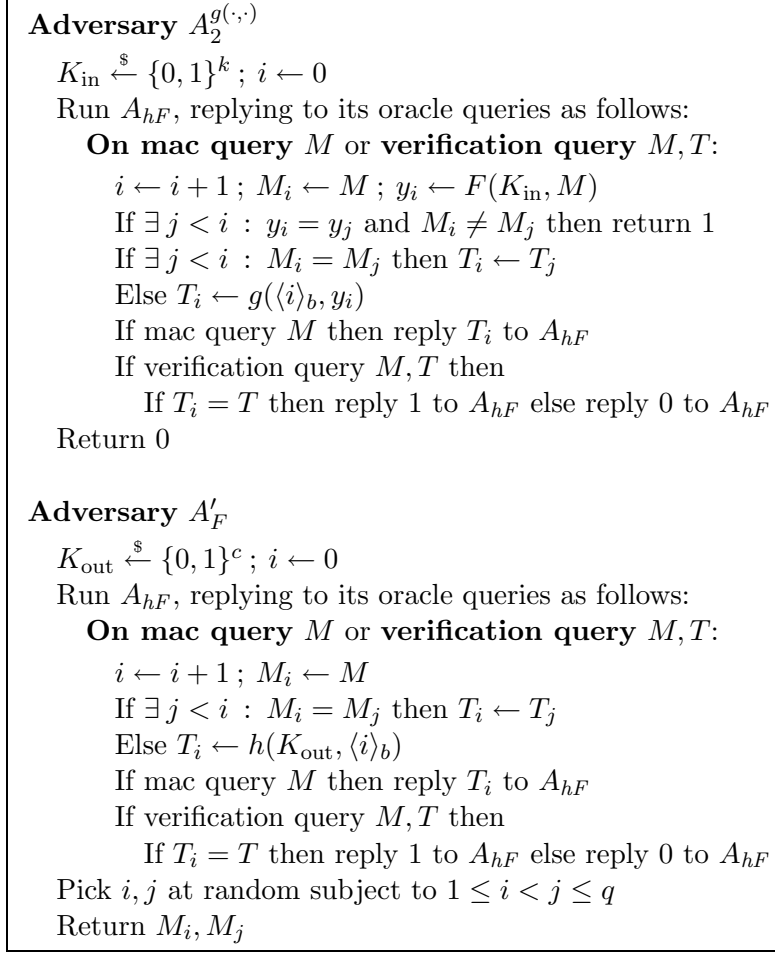 Adversary A_2^{g(·,·)}
K_in ←$ {0,1}^k ; i ← 0
Run A_{hF}, replying to its oracle queries as follows:
On mac query M or verification query M, T:
i ← i + 1 ; M_i ← M ; y_i ← F(K_in, M)
If ∃ j < i : y_i = y_j and M_i ≠ M_j then return 1
If ∃ j < i : M_i = M_j then T_i ← T_j
Else T_i ← g(⟨i⟩_b, y_i)
If mac query M then reply T_i to A_{hF}
If verification query M, T then
If T_i = T then reply 1 to A_{hF} else reply 0 to A_{hF}
Return 0
Adversary A'_F
K_out ←$ {0,1}^c ; i ← 0
Run A_{hF}, replying to its oracle queries as follows:
On mac query M or verification query M, T:
i ← i + 1 ; M_i ← M
If ∃ j < i : M_i = M_j then T_i ← T_j
Else T_i ← h(K_out, ⟨i⟩_b)
If mac query M then reply T_i to A_{hF}
If verification query M, T then
If T_i = T then reply 1 to A_{hF} else reply 0 to A_{hF}
Pick i, j at random subject to 1 ≤ i < j ≤ q
Return M_i, M_j